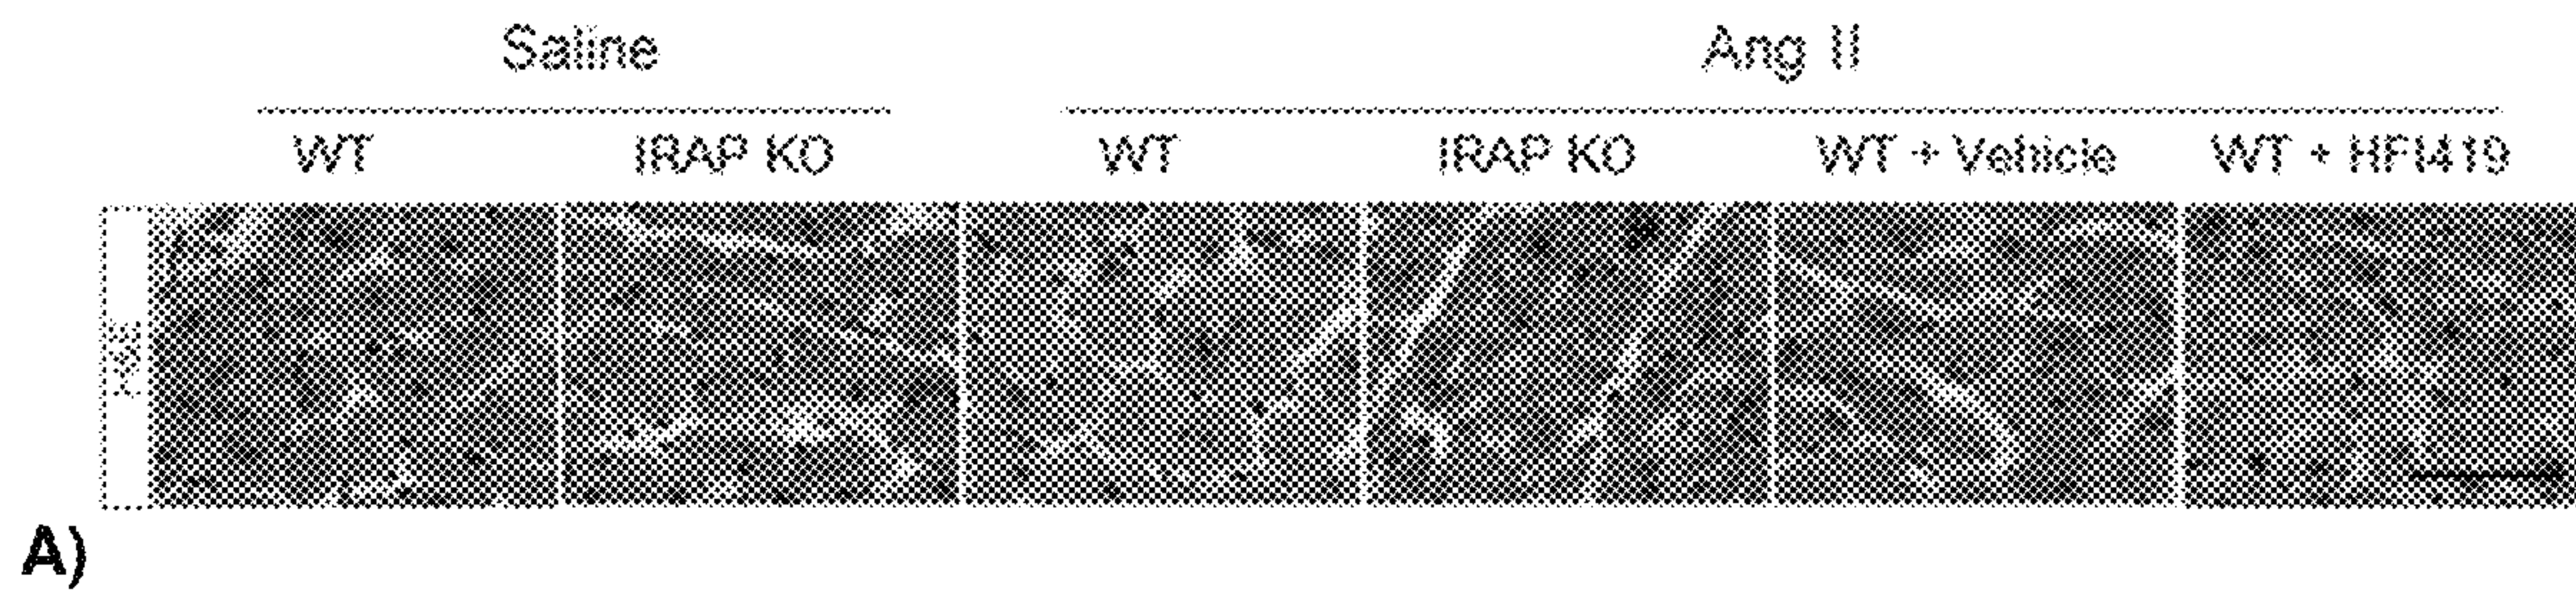 Saline Ang II
WT IRAP KO WT IRAP KO WT + Vehicle WT + HFI419
A)